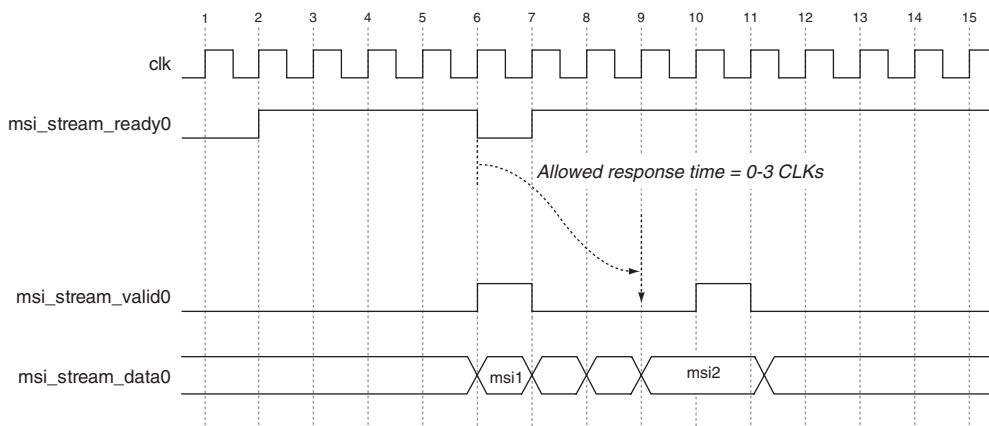 1 2 3 4 5 6 7 8 9 10 11 12 13 14 15
clk
msi_stream_ready0
Allowed response time = 0-3 CLKs
msi_stream_valid0
msi_stream_data0 msi1 msi2